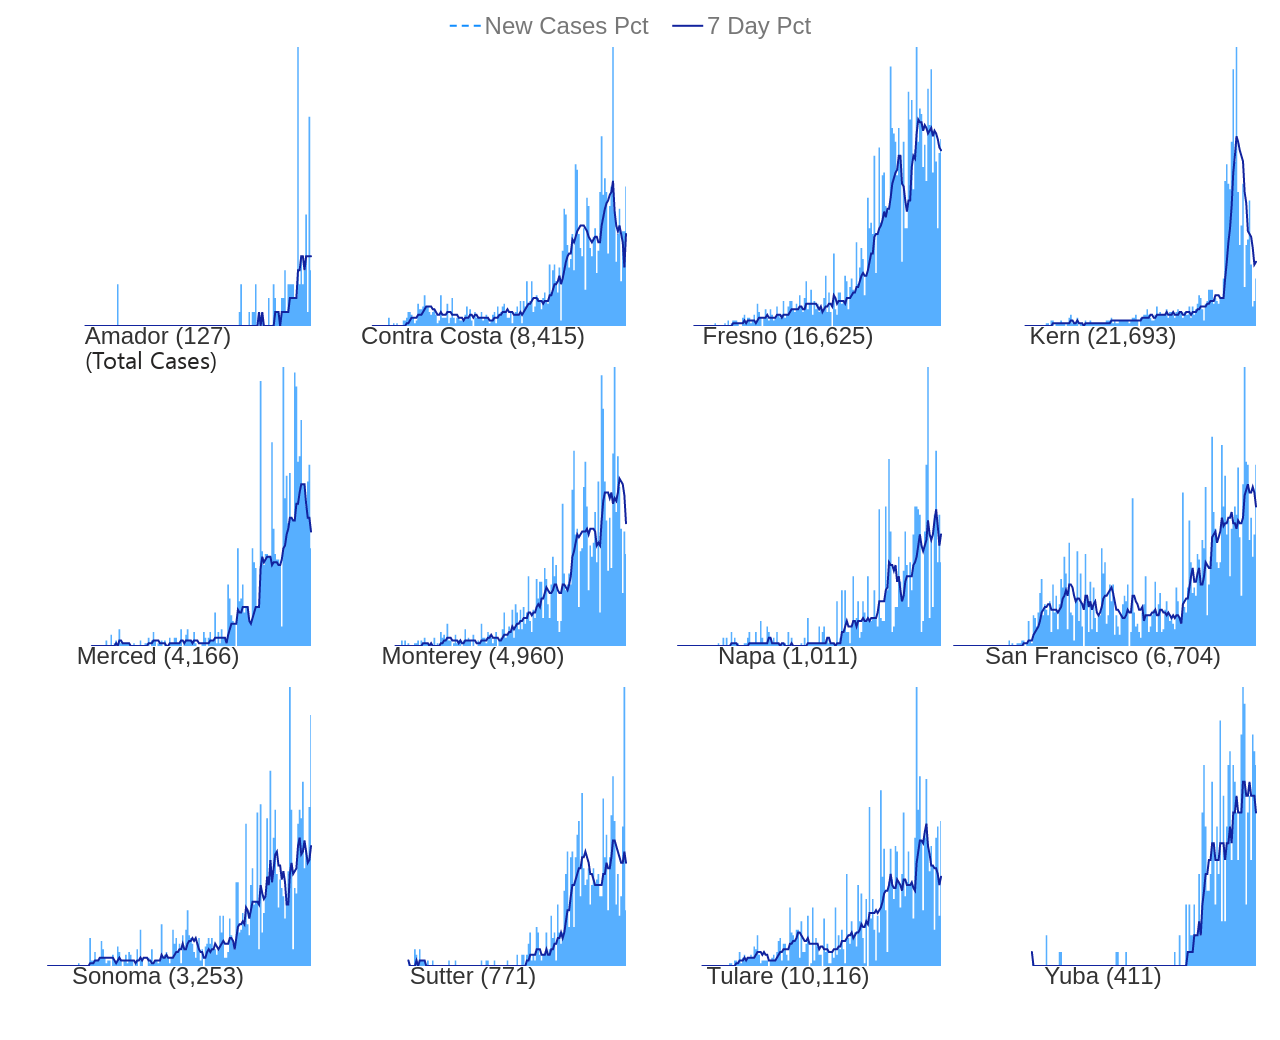 New Cases Pct 7 Day Pct
Amador (127) Contra Costa (8,415) Fresno (16,625) Kern (21,693)
(Total Cases)
Merced (4,166) Monterey (4,960) Napa (1,011) San Francisco (6,704)
Sonoma (3,253) Sutter (771) Tulare (10,116) Yuba (411)